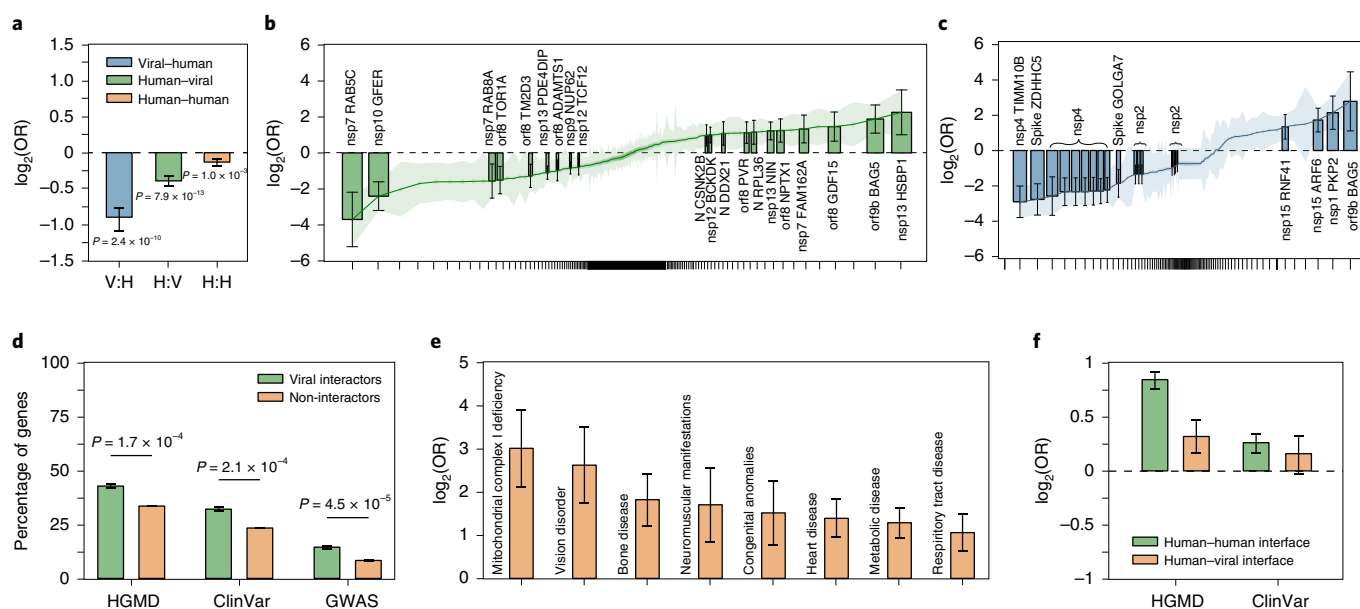 a
1.5
1.0
0.5
0
−0.5
−1.0
−1.5
log2(OR)
Viral–human
Human–viral
Human–human
P = 2.4 × 10−10
P = 7.9 × 10−13
P = 1.0 × 10−3
V:H
H:V
H:H
b
6
4
2
0
−2
−4
−6
log2(OR)
nsp7 RAB5C
nsp10 GFER
nsp7 RAB8A
orf8 TOR1A
orf8 TM2D3
nsp13 PDE4DIP
orf8 ADAMTS1
nsp9 NUP62
nsp12 TCF12
N CSNK2B
nsp12 BCKDK
N DDX21
orf8 PVR
N RPL36
nsp13 NIN
orf8 NPTX1
nsp7 FAM162A
orf8 GDF15
orf9b BAG5
nsp13 HSBP1
c
6
4
2
0
−2
−4
−6
log2(OR)
nsp4 TIMM10B
Spike ZDHHC5
nsp4
Spike GOLGA7
nsp2
nsp2
nsp15 RNF41
nsp15 ARF6
nsp1 PKP2
orf9b BAG5
d
100
75
50
25
0
Percentage of genes
Viral interactors
Non-interactors
P = 1.7 × 10−4
P = 2.1 × 10−4
P = 4.5 × 10−5
HGMD
ClinVar
GWAS
e
5
4
3
2
1
0
log2(OR)
Mitochondrial complex I deficiency
Vision disorder
Bone disease
Neuromuscular manifestations
Congenital anomalies
Heart disease
Metabolic disease
Respiritory tract disease
f
1
0.5
0
−0.5
−1
log2(OR)
Human–human interface
Human–viral interface
HGMD
ClinVar